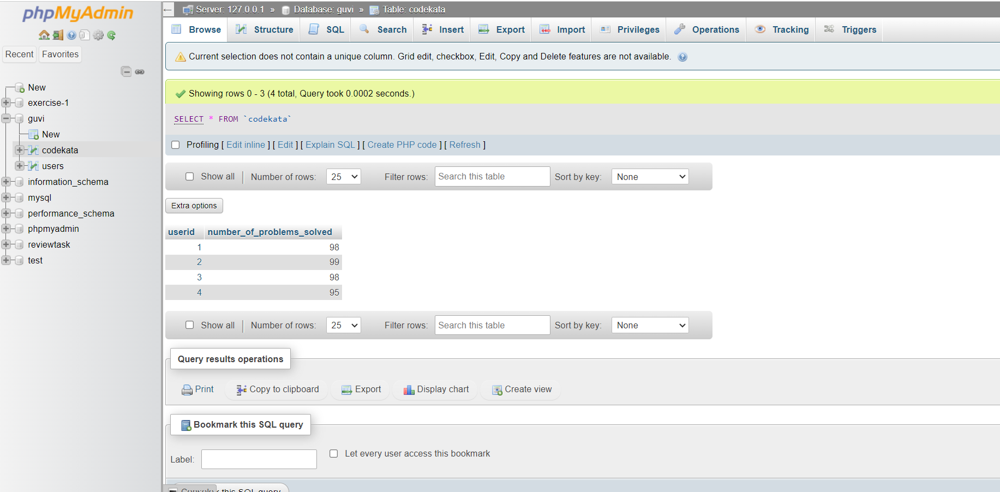 phpMyAdmin
Recent Favorites
New
exercise-1
guvi
New
codekata
users
information_schema
mysql
performance_schema
phpmyadmin
reviewtask
test
← Server: 127.0.0.1 » Database: guvi » Table: codekata
Browse Structure SQL Search Insert Export Import Privileges Operations Tracking Triggers
Current selection does not contain a unique column. Grid edit, checkbox, Edit, Copy and Delete features are not available.
Showing rows 0 - 3 (4 total, Query took 0.0002 seconds.)
SELECT * FROM `codekata`
Profiling [ Edit inline ] [ Edit ] [ Explain SQL ] [ Create PHP code ] [ Refresh ]
Show all Number of rows: 25 Filter rows: Search this table Sort by key: None
Extra options
userid number_of_problems_solved
1 98
2 99
3 98
4 95
Show all Number of rows: 25 Filter rows: Search this table Sort by key: None
Query results operations
Print Copy to clipboard Export Display chart Create view
Bookmark this SQL query
Label: Let every user access this bookmark
Console k this SQL query